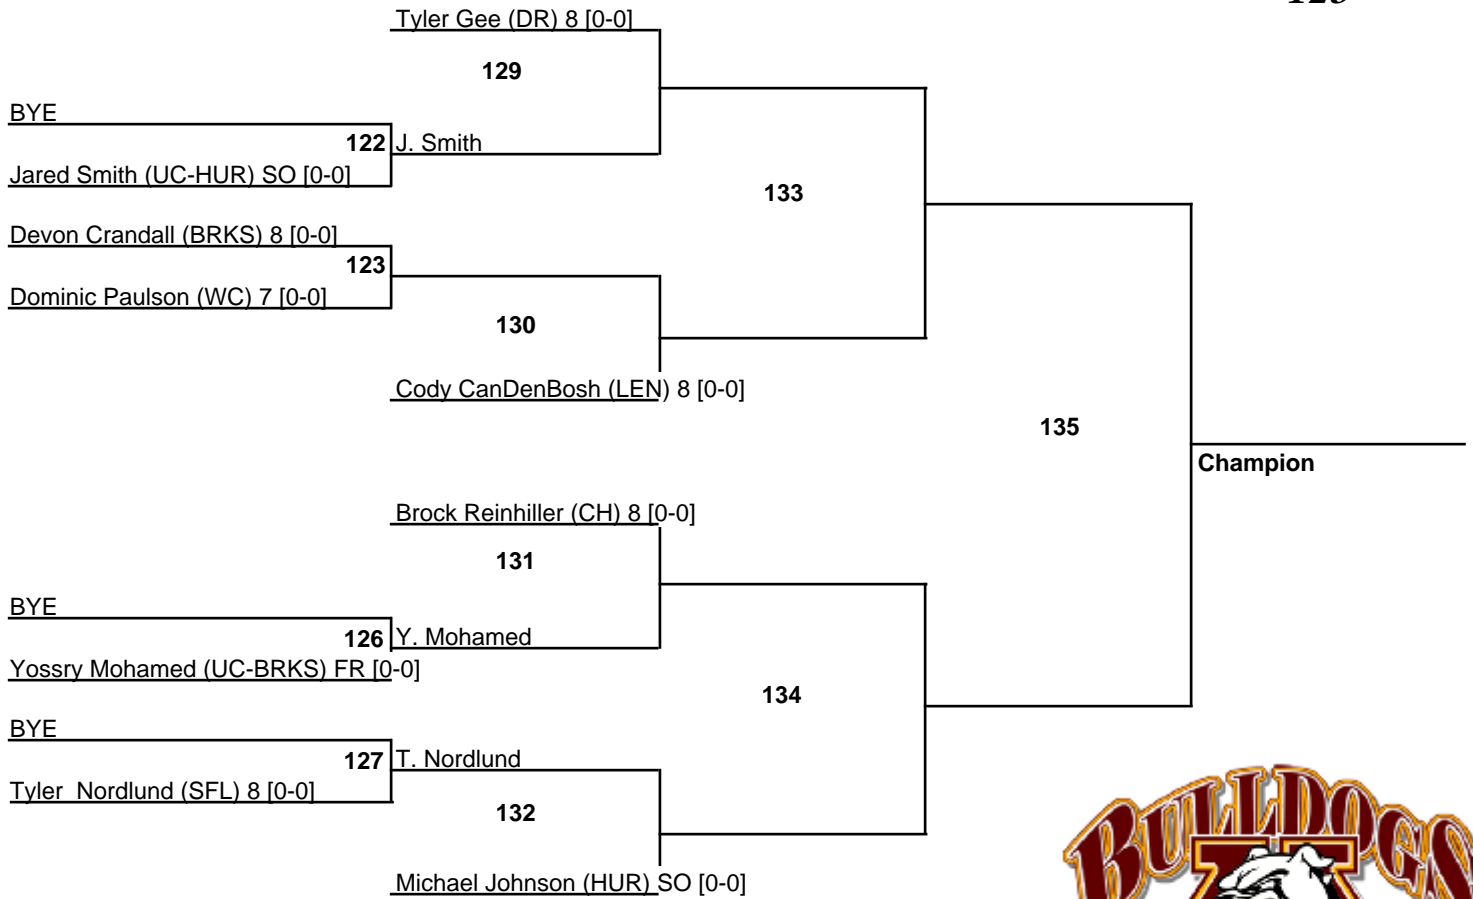 Tyler Gee (DR) 8 [0-0]
129
BYE
122 J. Smith
Jared Smith (UC-HUR) SO [0-0]
133
Devon Crandall (BRKS) 8 [0-0]
123
Dominic Paulson (WC) 7 [0-0]
130
Cody CanDenBosh (LEN) 8 [0-0]
135
Champion
Brock Reinhiller (CH) 8 [0-0]
131
BYE
126 Y. Mohamed
Yossry Mohamed (UC-BRKS) FR [0-0]
134
BYE
127 T. Nordlund
Tyler  Nordlund (SFL) 8 [0-0]
132
Michael Johnson (HUR) SO [0-0]
BULLDOGS